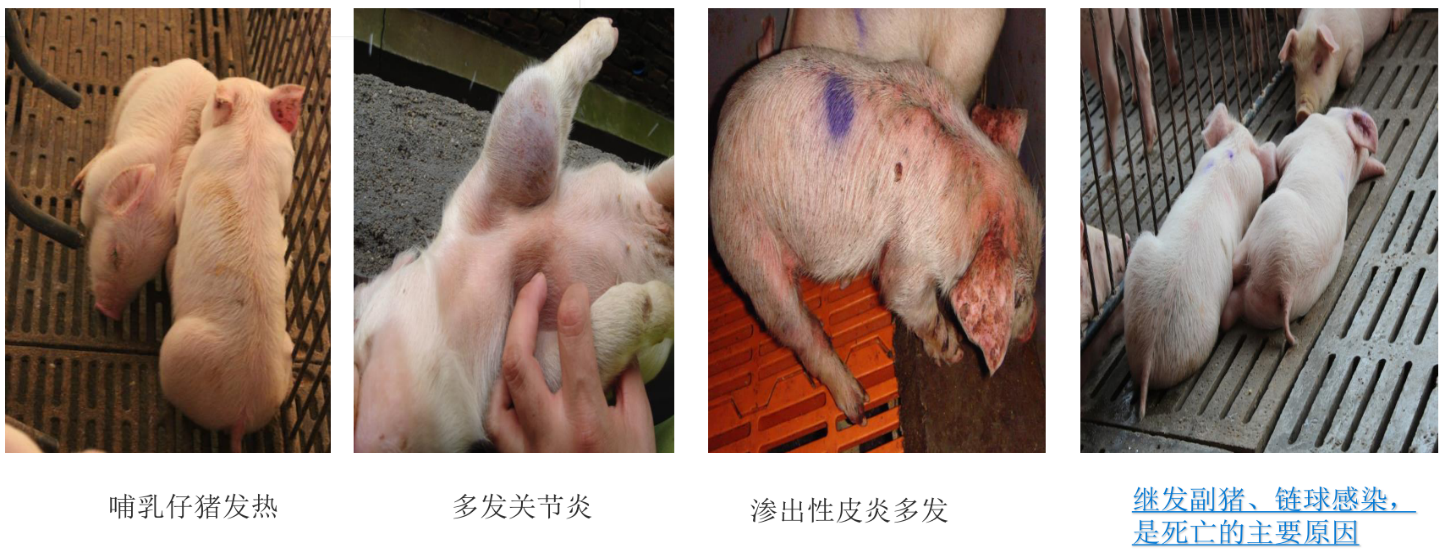 哺乳仔猪发热
多发关节炎
渗出性皮炎多发
继发副猪、链球感染，
是死亡的主要原因